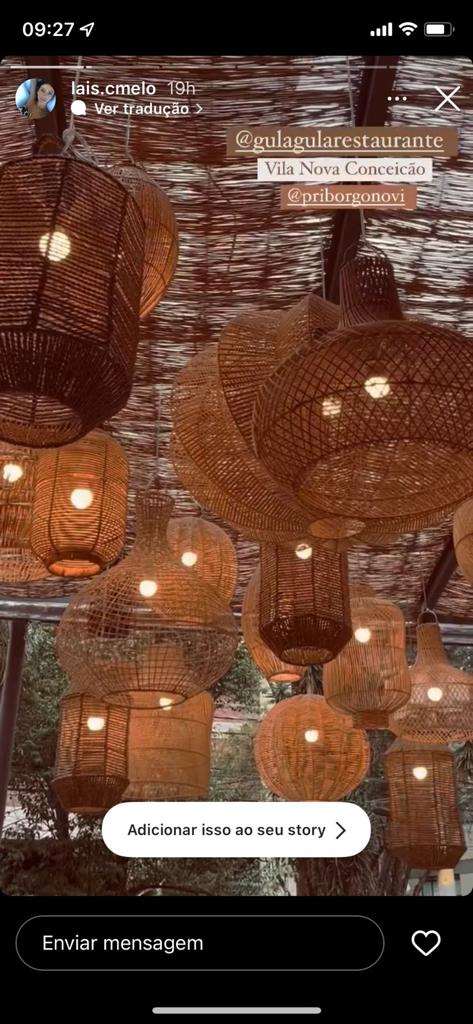 09:27
lais.cmelo 19h
Ver tradução
@gulagularestaurante
Vila Nova Conceicão
@priborgonovi
Adicionar isso ao seu story
Enviar mensagem